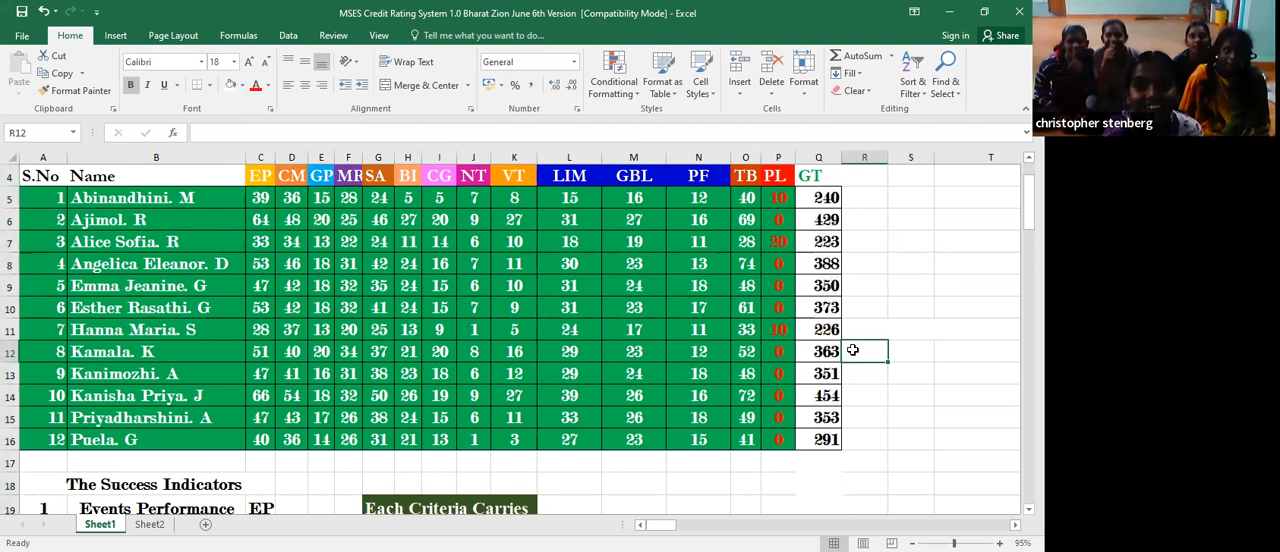 MSES Credit Rating System 1.0 Bharat Zion June 6th Version [Compatibility Mode] - Excel
File Home Insert Page Layout Formulas Data Review View Tell me what you want to do... Sign in Share
Paste Cut Copy Format Painter Clipboard
Calibri 18 B I U A A A Font
Wrap Text Merge & Center Alignment
General % Number
Conditional Formatting Format as Table Cell Styles Styles
Insert Delete Format Cells
AutoSum Fill Clear Sort & Filter Find & Select Editing
christopher stenberg
R12 fx
A B C D E F G H I J K L M N O P Q R S T
4 S.No Name EP CM GP MR SA BI CG NT VT LIM GBL PF TB PL GT
5 1 Abinandhini. M 39 36 15 28 24 5 5 7 8 15 16 12 40 10 240
6 2 Ajimol. R 64 48 20 25 46 27 20 9 27 31 27 16 69 0 429
7 3 Alice Sofia. R 33 34 13 22 24 11 14 6 10 18 19 11 28 20 223
8 4 Angelica Eleanor. D 53 46 18 31 42 24 16 7 11 30 23 13 74 0 388
9 5 Emma Jeanine. G 47 42 18 32 35 24 15 6 10 31 24 18 48 0 350
10 6 Esther Rasathi. G 53 42 18 32 41 24 15 7 9 31 23 17 61 0 373
11 7 Hanna Maria. S 28 37 13 20 25 13 9 1 5 24 17 11 33 10 226
12 8 Kamala. K 51 40 20 34 37 21 20 8 16 29 23 12 52 0 363
13 9 Kanimozhi. A 47 41 16 31 38 23 18 6 12 29 24 18 48 0 351
14 10 Kanisha Priya. J 66 54 18 32 50 26 19 9 27 39 26 16 72 0 454
15 11 Priyadharshini. A 47 43 17 26 38 24 15 6 11 33 26 18 49 0 353
16 12 Puela. G 40 36 14 26 31 21 13 1 3 27 23 15 41 0 291
17
18 The Success Indicators
19 1 Events Performance EP Each Criteria Carries
Sheet1 Sheet2
Ready 95%